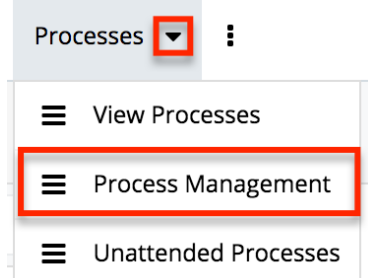 Processes
View Processes
Process Management
Unattended Processes